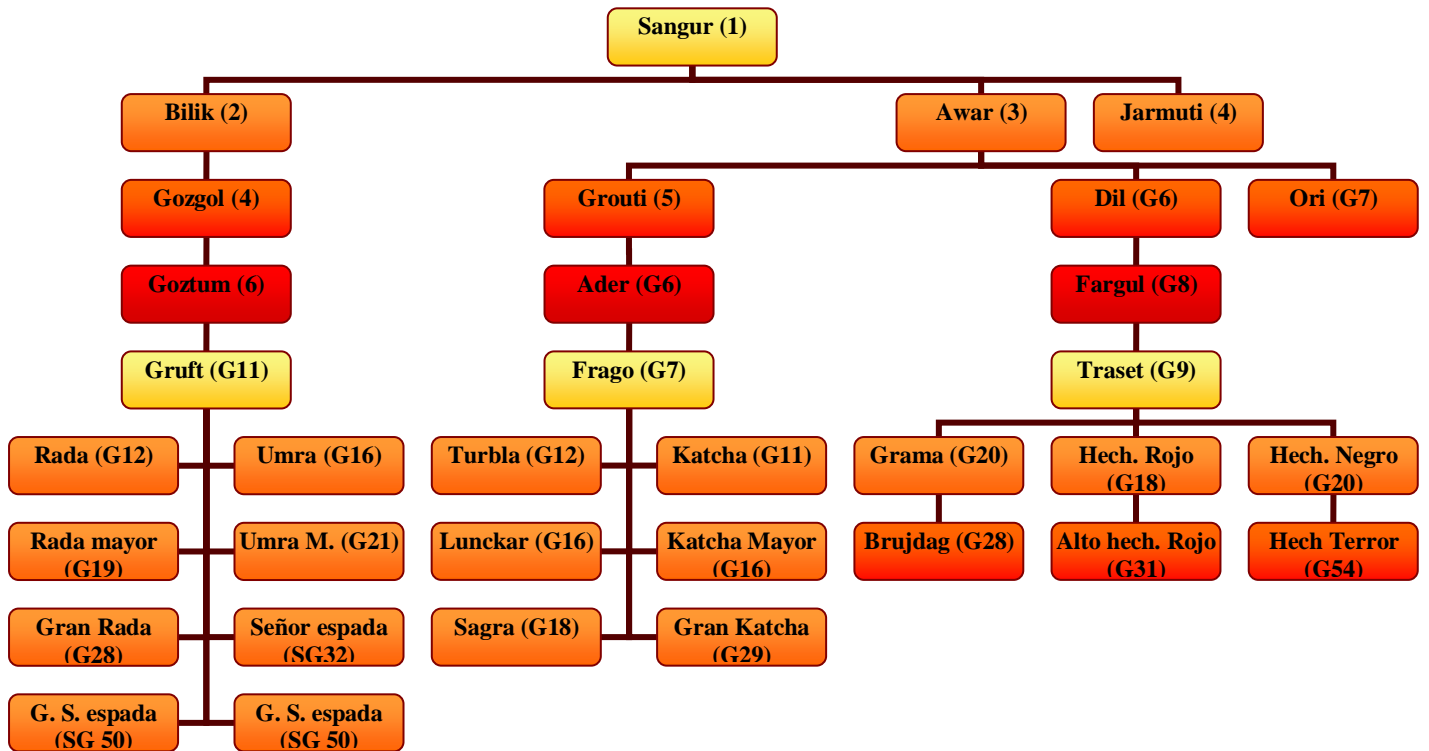 Sangur (1)
Bilik (2)
Awar (3)
Jarmuti (4)
Gozgol (4)
Grouti (5)
Dil (G6)
Ori (G7)
Goztum (6)
Ader (G6)
Fargul (G8)
Gruft (G11)
Frago (G7)
Traset (G9)
Rada (G12)
Umra (G16)
Turbla (G12)
Katcha (G11)
Grama (G20)
Hech. Rojo
(G18)
Hech. Negro
(G20)
Rada mayor
(G19)
Umra M. (G21)
Lunckar (G16)
Katcha Mayor
(G16)
Brujdag (G28)
Alto hech. Rojo
(G31)
Hech Terror
(G54)
Gran Rada
(G28)
Señor espada
(SG32)
Sagra (G18)
Gran Katcha
(G29)
G. S. espada
(SG 50)
G. S. espada
(SG 50)